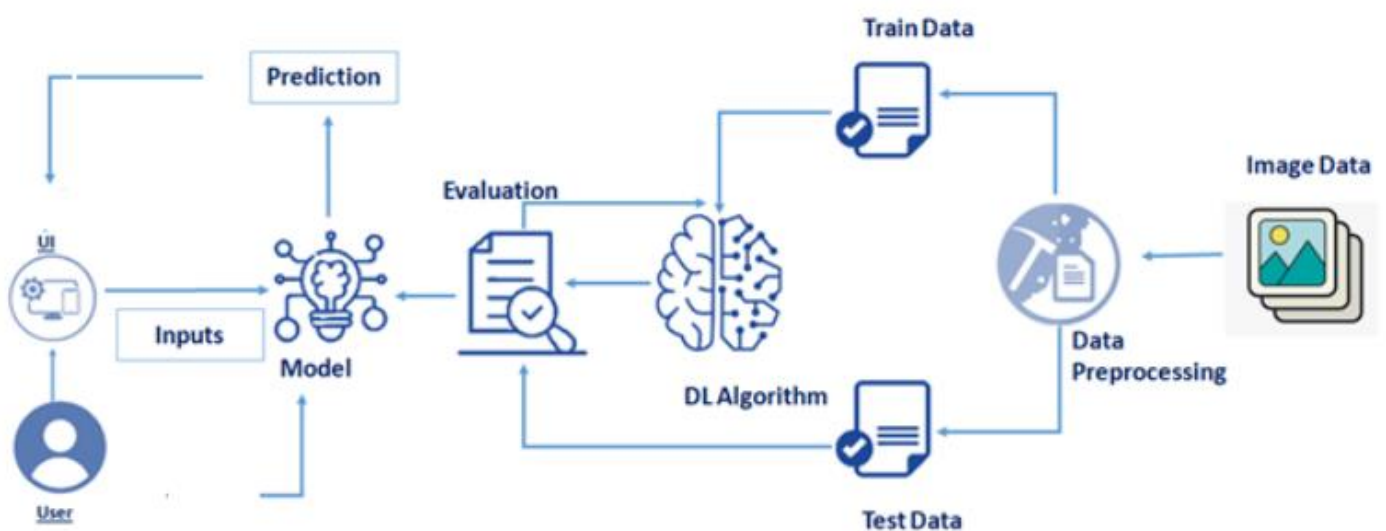 Train Data
Prediction
Image Data
Evaluation
UI
Inputs
Model
Data
Preprocessing
DL Algorithm
User
Test Data